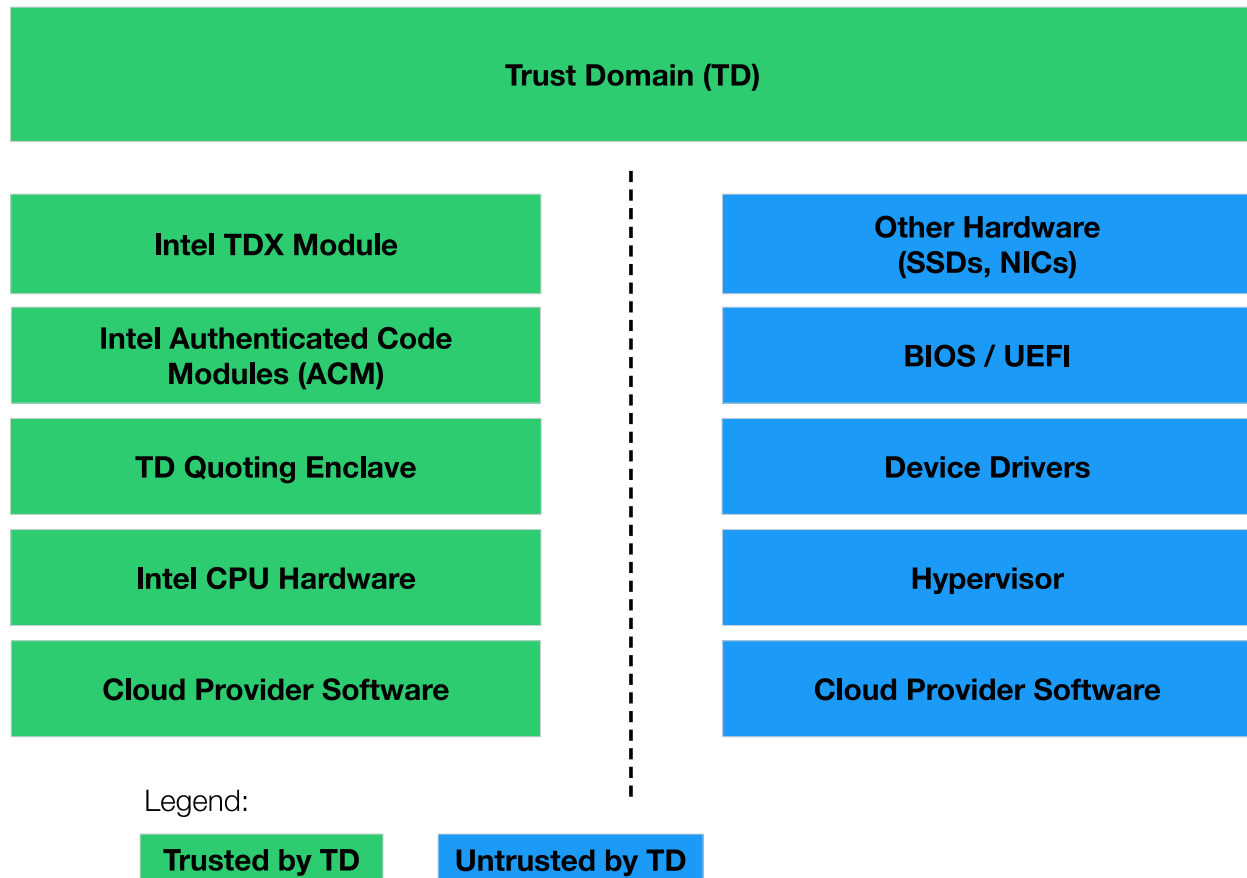 Trust Domain (TD)
Intel TDX Module
Intel Authenticated Code
Modules (ACM)
TD Quoting Enclave
Intel CPU Hardware
Cloud Provider Software
Other Hardware
(SSDs, NICs)
BIOS / UEFI
Device Drivers
Hypervisor
Cloud Provider Software
Legend:
Trusted by TD
Untrusted by TD